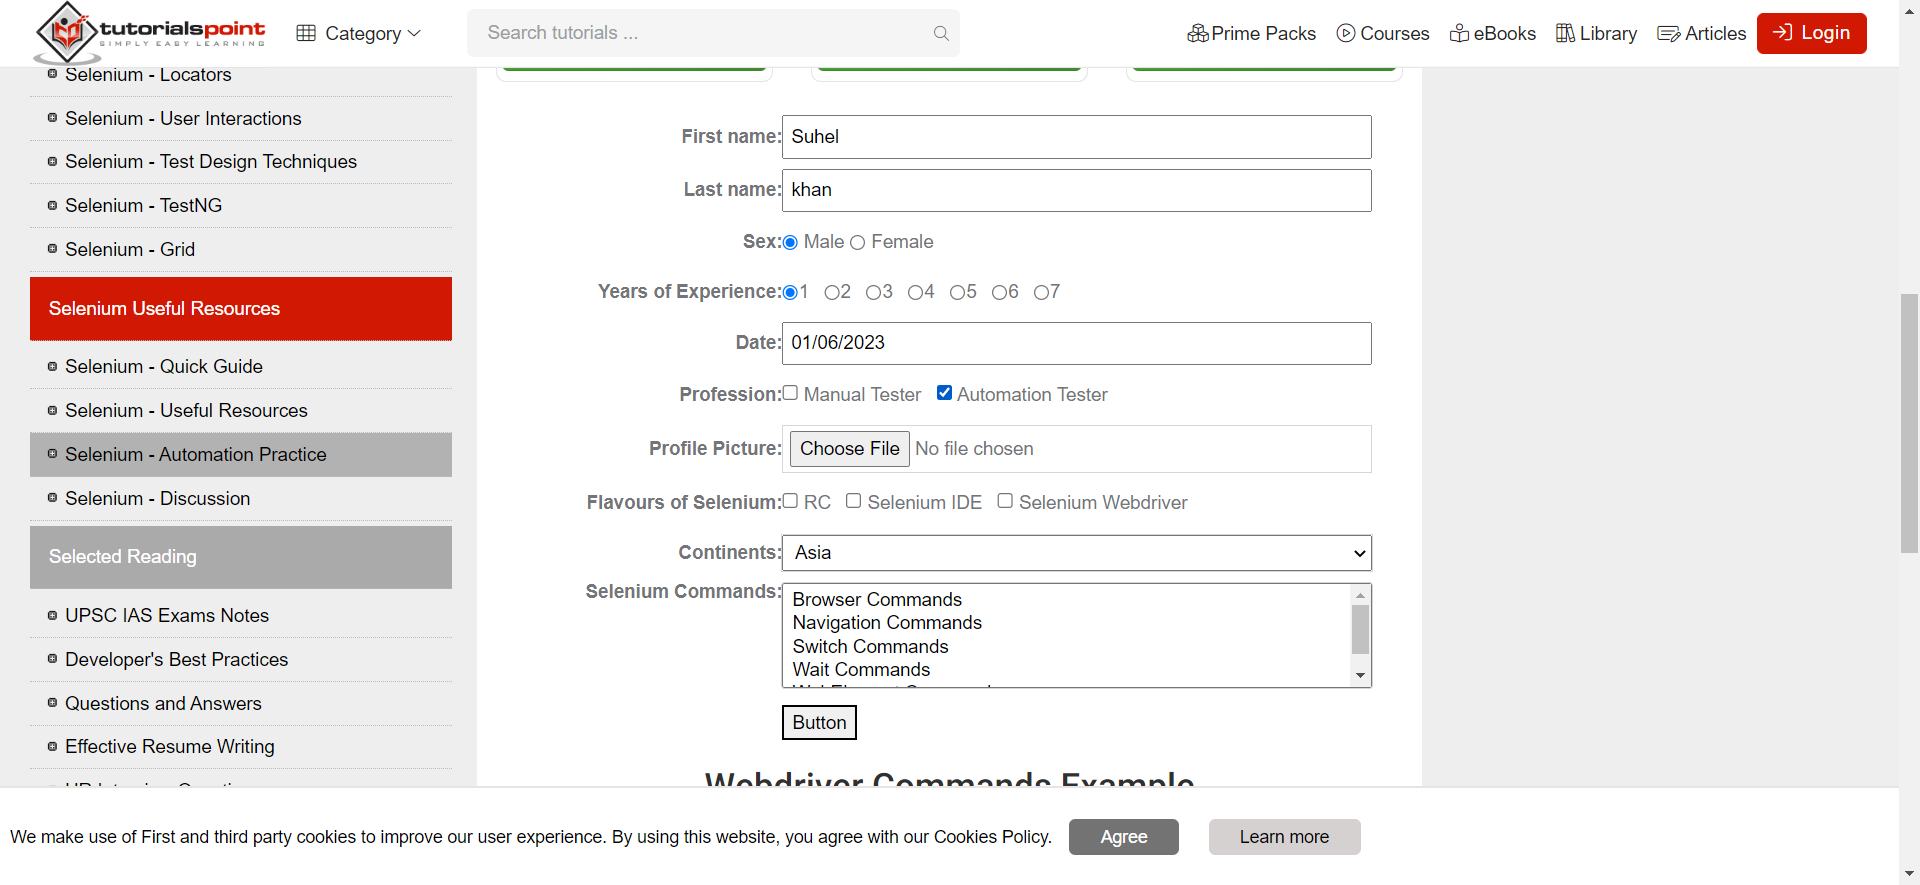 tutorialspoint
SIMPLY EASY LEARNING
Category
Search tutorials ...
Prime Packs
Courses
eBooks
Library
Articles
Login
Selenium - Locators
Selenium - User Interactions
Selenium - Test Design Techniques
Selenium - TestNG
Selenium - Grid
Selenium Useful Resources
Selenium - Quick Guide
Selenium - Useful Resources
Selenium - Automation Practice
Selenium - Discussion
Selected Reading
UPSC IAS Exams Notes
Developer's Best Practices
Questions and Answers
Effective Resume Writing
First name: Suhel
Last name: khan
Sex: Male Female
Years of Experience: 1 2 3 4 5 6 7
Date: 01/06/2023
Profession: Manual Tester Automation Tester
Profile Picture: Choose File No file chosen
Flavours of Selenium: RC Selenium IDE Selenium Webdriver
Continents: Asia
Selenium Commands: Browser Commands
Navigation Commands
Switch Commands
Wait Commands
Button
Webdriver Commands Example
We make use of First and third party cookies to improve our user experience. By using this website, you agree with our Cookies Policy. Agree Learn more